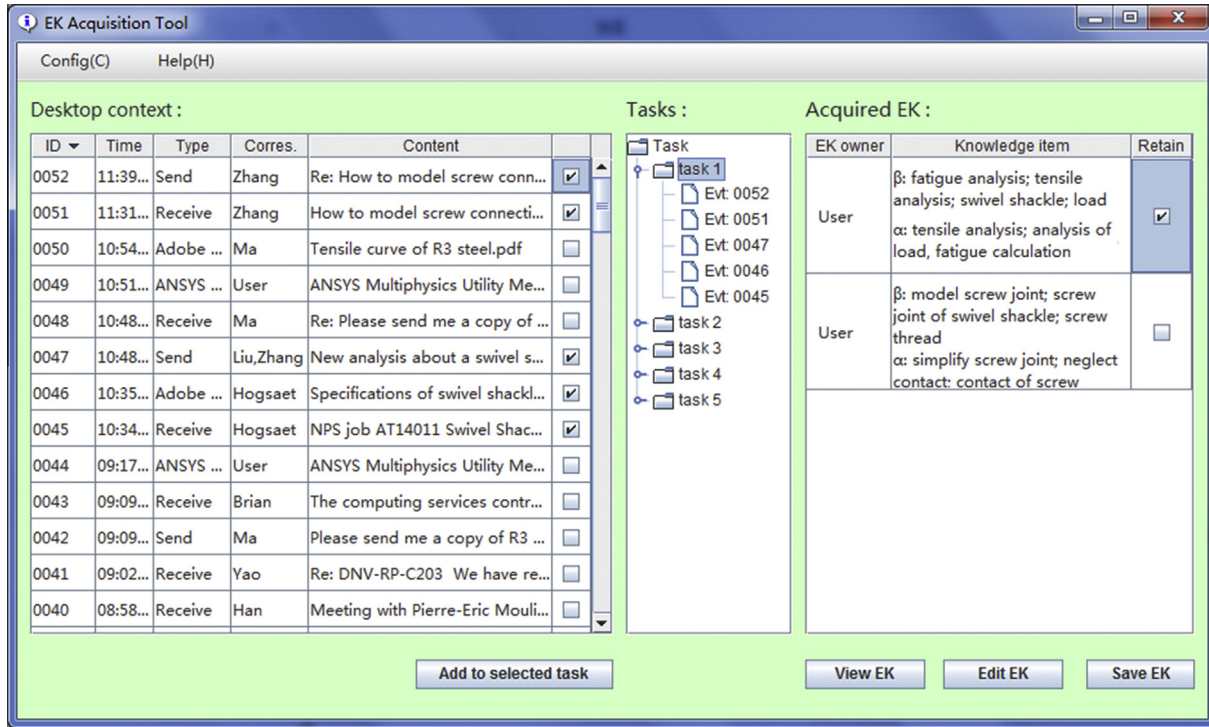 EK Acquisition Tool
Config(C) Help(H)
Desktop context :
ID Time Type Corres. Content
0052 11:39... Send Zhang Re: How to model screw conn...
0051 11:31... Receive Zhang How to model screw connecti...
0050 10:54... Adobe ... Ma Tensile curve of R3 steel.pdf
0049 10:51... ANSYS ... User ANSYS Multiphysics Utility Me...
0048 10:48... Receive Ma Re: Please send me a copy of ...
0047 10:48... Send Liu,Zhang New analysis about a swivel s...
0046 10:35... Adobe ... Hogsaet Specifications of swivel shackl...
0045 10:34... Receive Hogsaet NPS job AT14011 Swivel Shac...
0044 09:17... ANSYS ... User ANSYS Multiphysics Utility Me...
0043 09:09... Receive Brian The computing services contr...
0042 09:09... Send Ma Please send me a copy of R3 ...
0041 09:02... Receive Yao Re: DNV-RP-C203 We have re...
0040 08:58... Receive Han Meeting with Pierre-Eric Mouli...
Add to selected task
Tasks :
Task
task 1
Evt: 0052
Evt: 0051
Evt: 0047
Evt: 0046
Evt: 0045
task 2
task 3
task 4
task 5
Acquired EK :
EK owner Knowledge item Retain
User
β: fatigue analysis; tensile
analysis; swivel shackle; load
α: tensile analysis; analysis of
load, fatigue calculation
User
β: model screw joint; screw
joint of swivel shackle; screw
thread
α: simplify screw joint; neglect
contact: contact of screw
View EK Edit EK Save EK